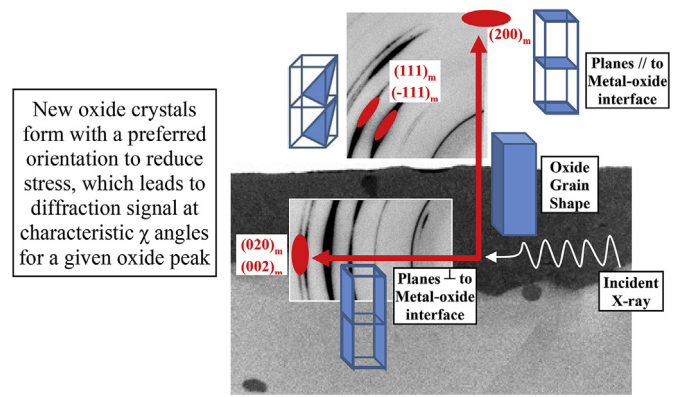 New oxide crystals
form with a preferred
orientation to reduce
stress, which leads to
diffraction signal at
characteristic χ angles
for a given oxide peak
(200)m
(111)m
(-111)m
Planes // to
Metal-oxide
interface
Oxide
Grain
Shape
(020)m
(002)m
Planes ⊥ to
Metal-oxide
interface
Incident
X-ray